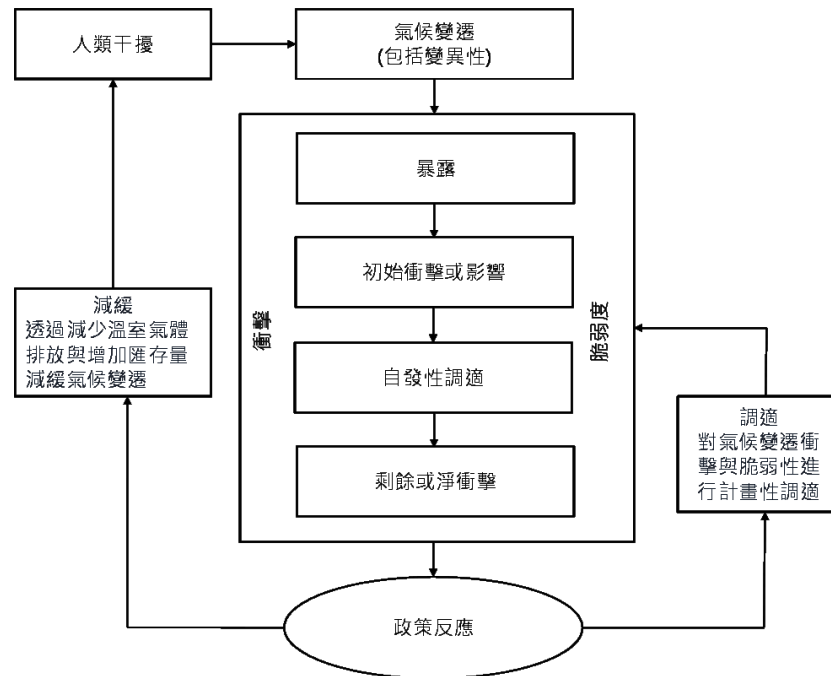 人類干擾
氣候變遷
(包括變異性)
暴露
初始衝擊或影響
衝擊
脆弱度
自發性調適
剩餘或淨衝擊
減緩
透過減少溫室氣體
排放與增加匯存量
減緩氣候變遷
調適
對氣候變遷衝
擊與脆弱性進
行計畫性調適
政策反應